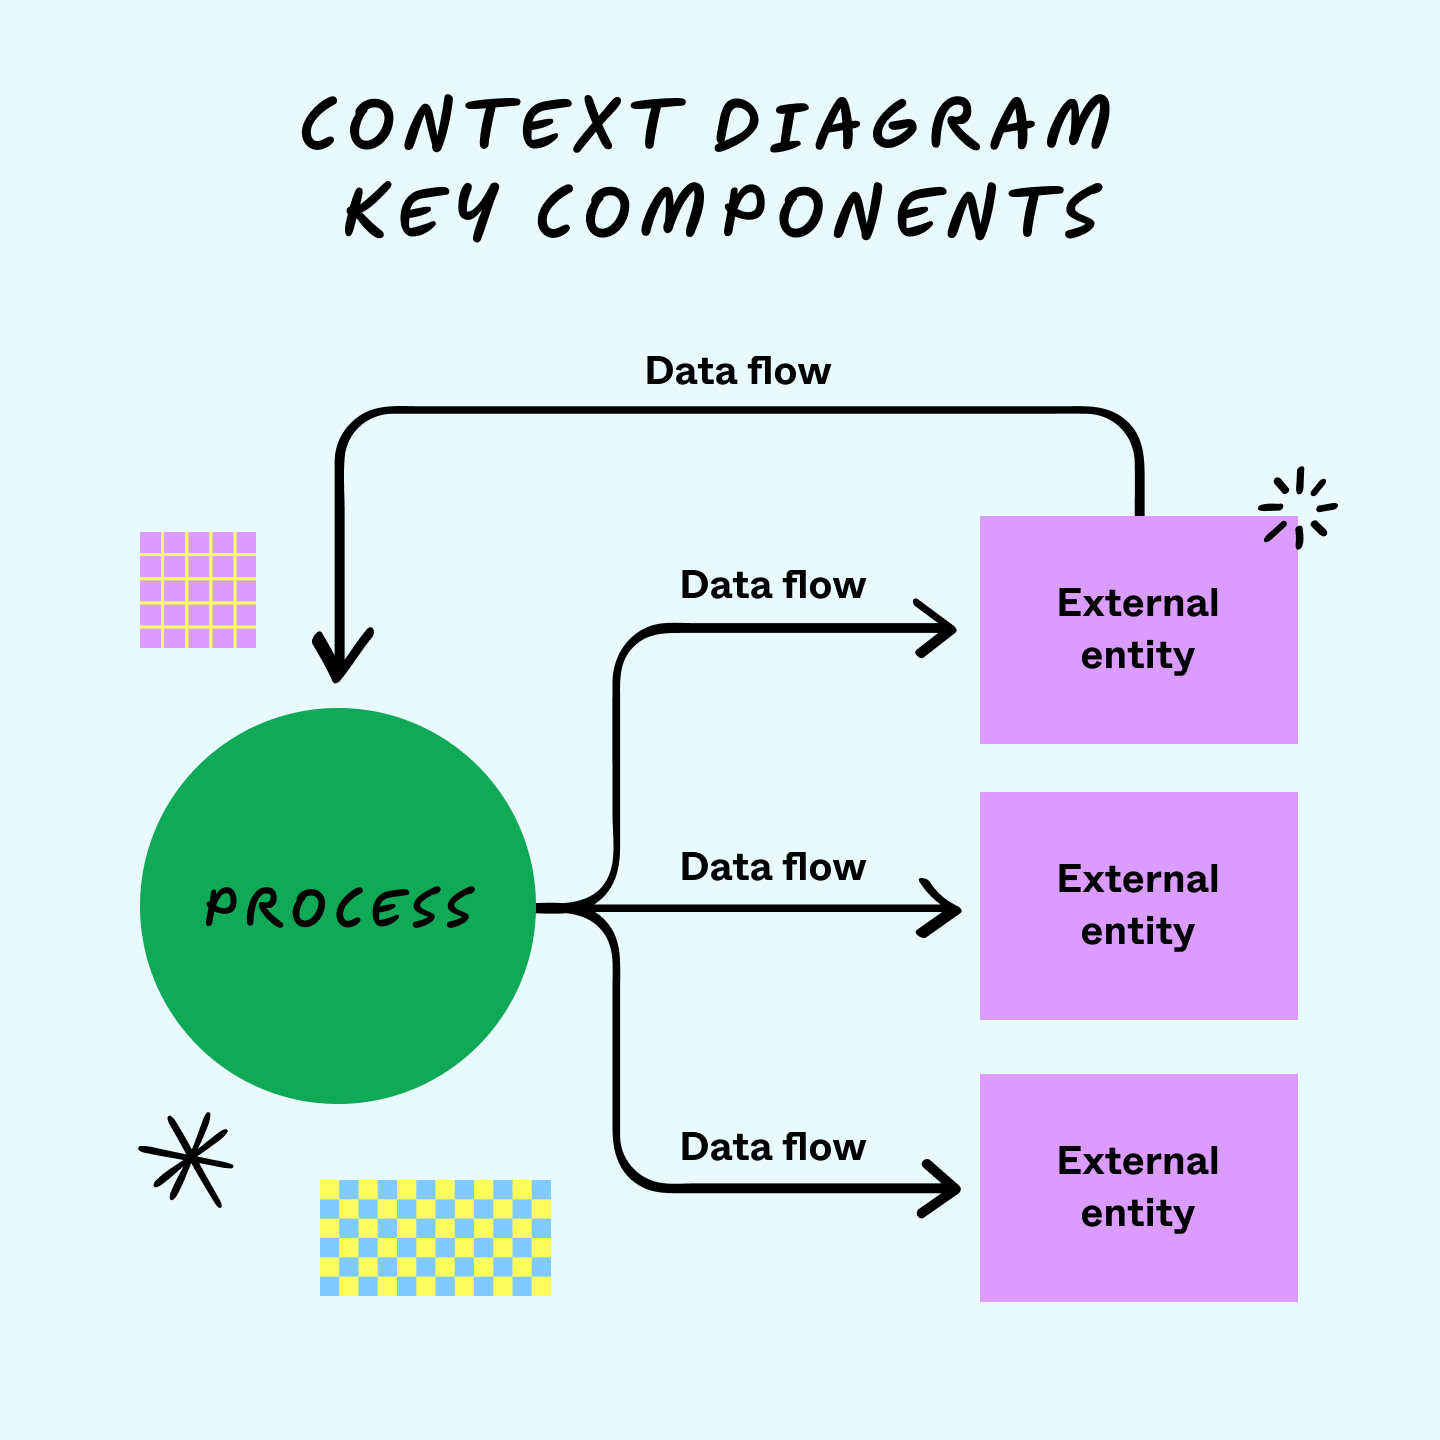 CONTEXT DIAGRAM
KEY COMPONENTS
Data flow
Data flow
External
entity
Data flow
External
entity
PROCESS
Data flow
External
entity